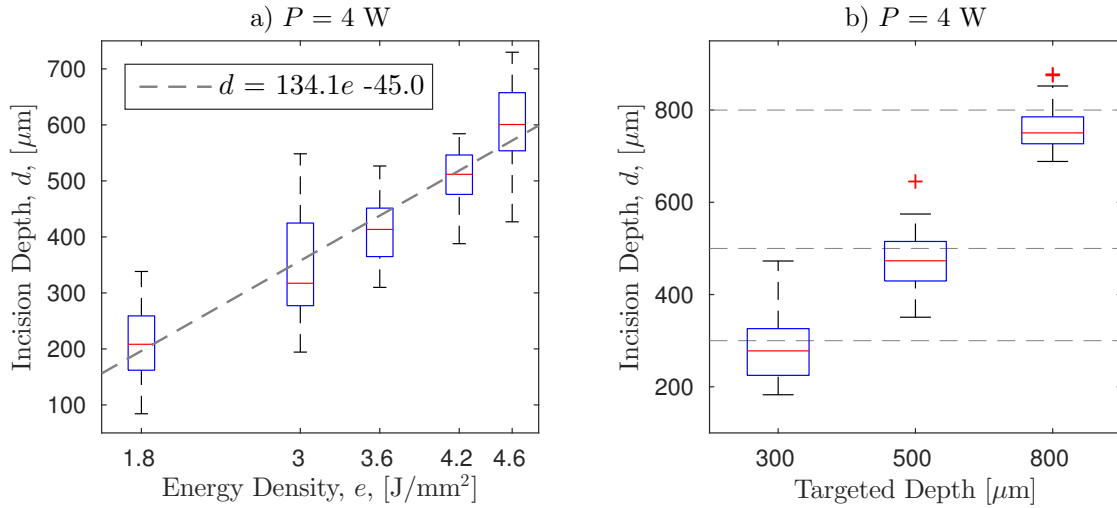 a) P = 4 W
700
600
500
400
300
200
100
Incision Depth, d, [μm]
d = 134.1e -45.0
1.8
3
3.6
4.2
4.6
Energy Density, e, [J/mm²]
b) P = 4 W
800
600
400
200
Incision Depth, d, [μm]
300
500
800
Targeted Depth [μm]